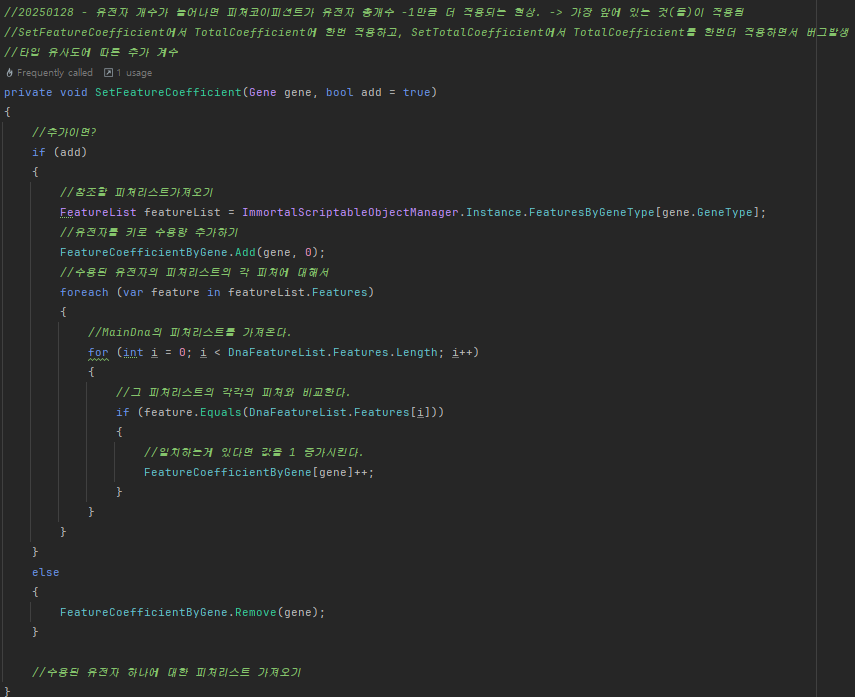 //20250128 - 유전자 개수가 늘어나면 피쳐코이피션트가 유전자 총개수 -1만큼 더 적용되는 현상. -> 가장 앞에 있는 것(들)이 적용됨
//SetFeatureCoefficient에서 TotalCoefficient에 한번 적용하고, SetTotalCoefficient에서 TotalCoefficient를 한번더 적용하면서 버그발생
//타입 유사도에 따른 추가 계수
Frequently called 1 usage
private void SetFeatureCoefficient(Gene gene, bool add = true)
{
//추가이면?
if (add)
{
//참조할 피쳐리스트가져오기
FeatureList featureList = ImmortalScriptableObjectManager.Instance.FeaturesByGeneType[gene.GeneType];
//유전자를 키로 수용량 추가하기
FeatureCoefficientByGene.Add(gene, 0);
//수용된 유전자의 피쳐리스트의 각 피쳐에 대해서
foreach (var feature in featureList.Features)
{
//MainDna의 피쳐리스트를 가져온다.
for (int i = 0; i < DnaFeatureList.Features.Length; i++)
{
//그 피쳐리스트의 각각의 피쳐와 비교한다.
if (feature.Equals(DnaFeatureList.Features[i]))
{
//일치하는게 있다면 값을 1 증가시킨다.
FeatureCoefficientByGene[gene]++;
}
}
}
}
else
{
FeatureCoefficientByGene.Remove(gene);
}
//수용된 유전자 하나에 대한 피쳐리스트 가져오기
}